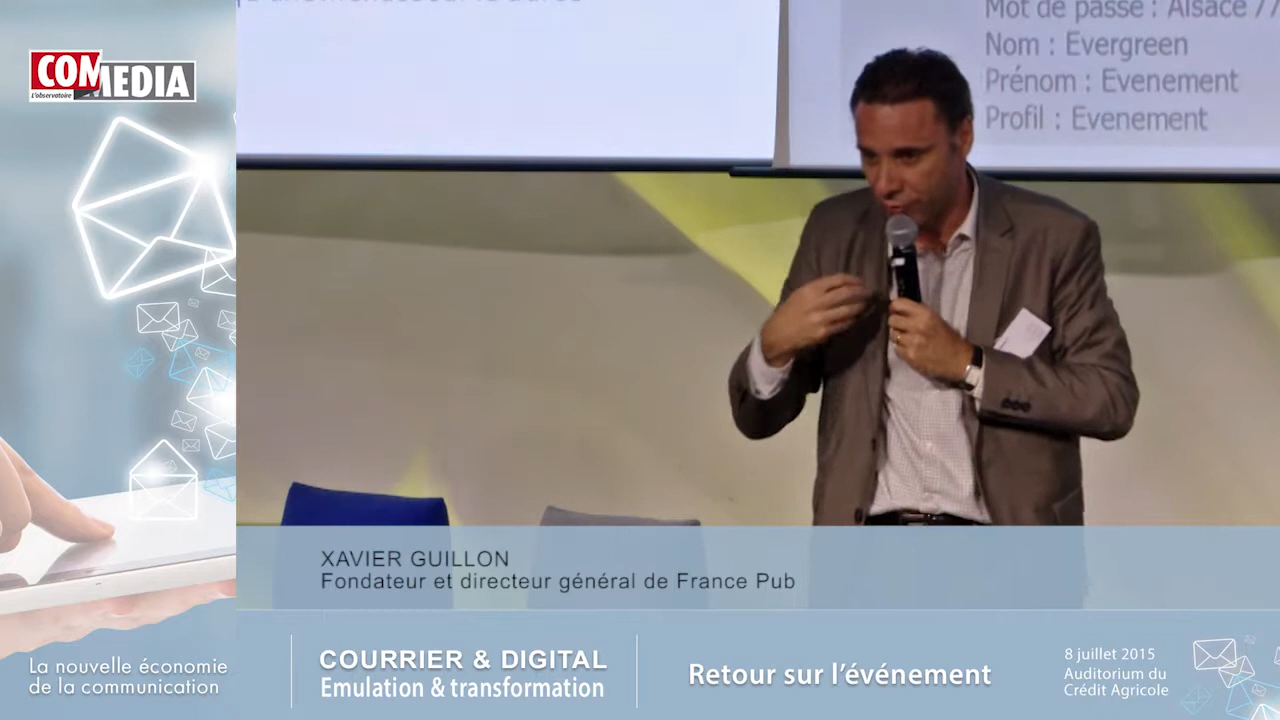 COM
MEDIA
L'observatoire
Mot de passe : Alsace 77
Nom : Evergreen
Prénom : Evenement
Profil : Evenement
XAVIER GUILLON
Fondateur et directeur général de France Pub
La nouvelle économie
de la communication
COURRIER & DIGITAL
Emulation & transformation
Retour sur l'événement
8 juillet 2015
Auditorium du
Crédit Agricole